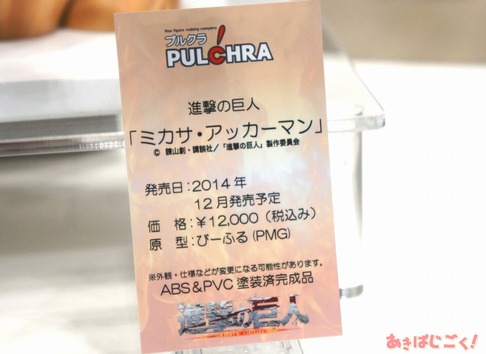 Nice figure making company
プルクラ
PULCHRA
進撃の巨人
「ミカサ・アッカーマン」
© 諫山創・講談社/「進撃の巨人」製作委員会
発売日:2014年
12月発売予定
価 格:¥12,000(税込み)
原 型:びーふる(PMG)
※外観・仕様などが変更になる可能性があります。
ABS&PVC 塗装済完成品
進撃の巨人
あきばじごく!